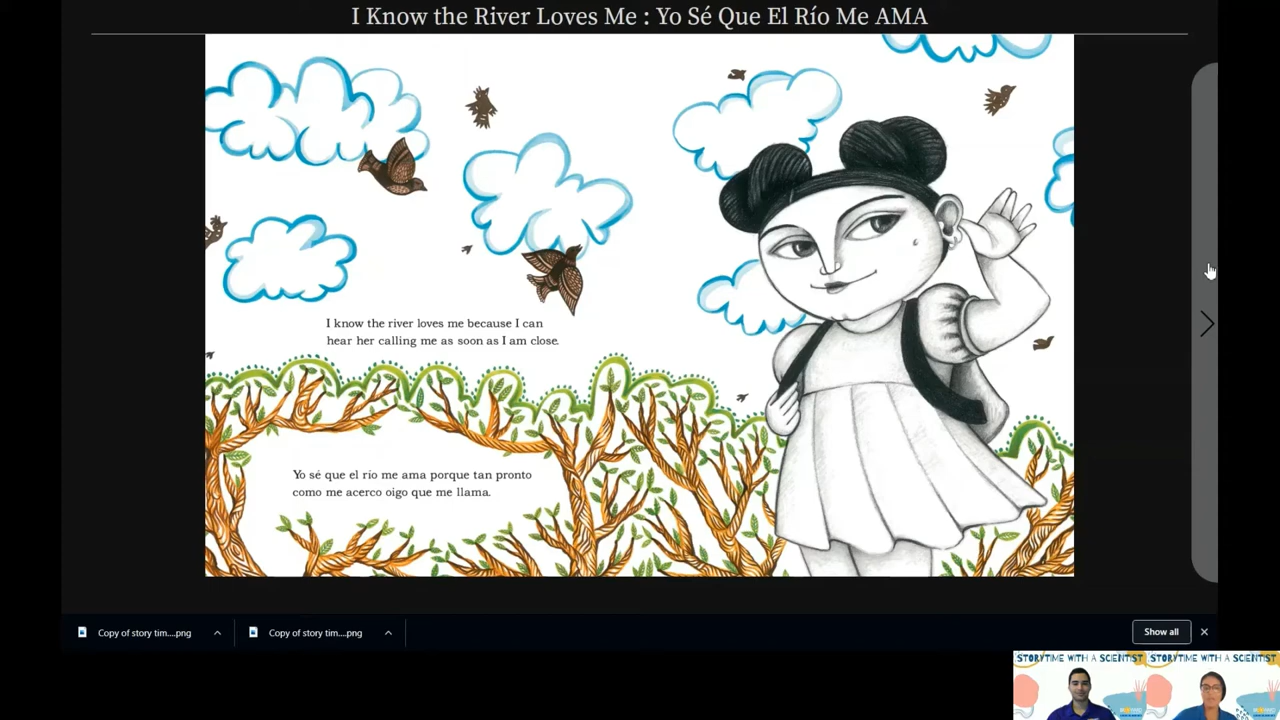 I Know the River Loves Me : Yo Sé Que El Río Me AMA
I know the river loves me because I can
hear her calling me as soon as I am close.
Yo sé que el río me ama porque tan pronto
como me acerco oigo que me llama.
Copy of story tim....png
Copy of story tim....png
Show all
STORYTIME WITH A SCIENTIST
STORYTIME WITH A SCIENTIST